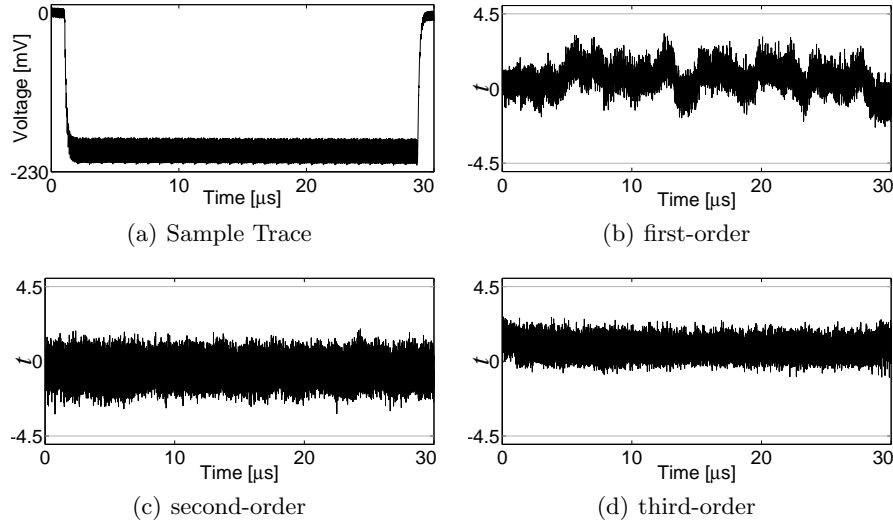 0
Voltage [mV]
-230
0
10
20
30
Time [μs]
(a) Sample Trace
4.5
t
0
-4.5
0
10
20
30
Time [μs]
(b) first-order
4.5
t
0
-4.5
0
10
20
30
Time [μs]
(c) second-order
4.5
t
0
-4.5
0
10
20
30
Time [μs]
(d) third-order